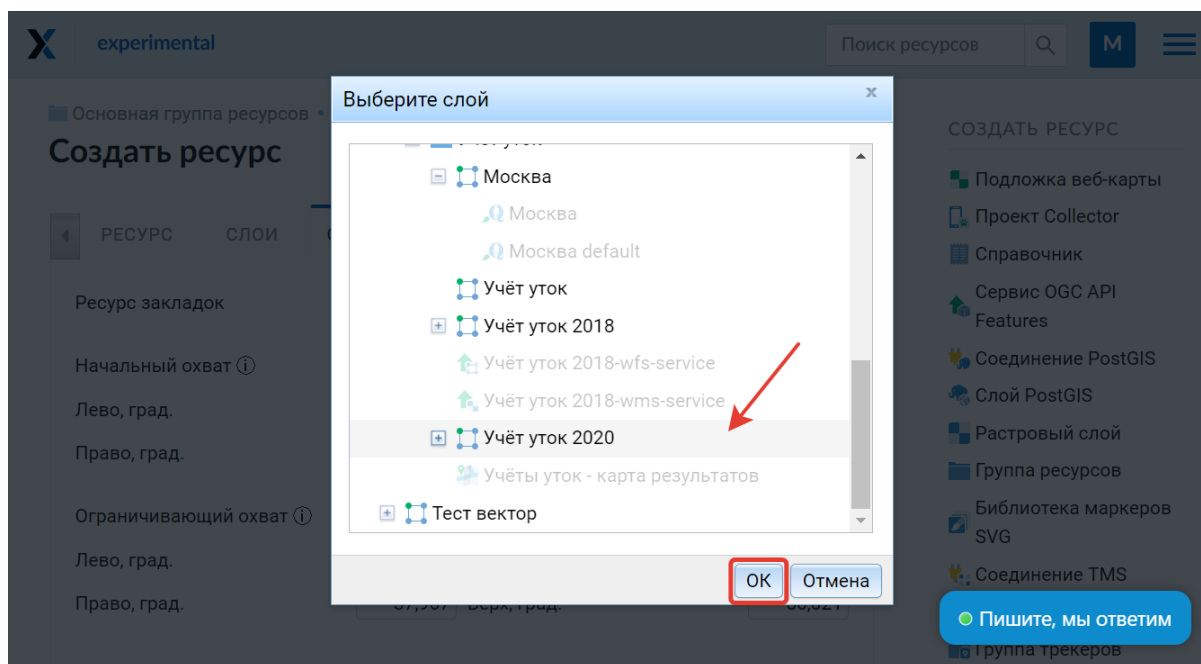 experimental
Поиск ресурсов
M
Основная группа ресурсов •
Создать ресурс
РЕСУРС
СЛОИ
Ресурс закладок
Начальный охват
Лево, град.
Право, град.
Ограничивающий охват
Лево, град.
Право, град.
Выберите слой
x
Учёт уток
Москва
Москва
Москва default
Учёт уток
Учёт уток 2018
Учёт уток 2018-wfs-service
Учёт уток 2018-wms-service
Учёт уток 2020
Учёты уток - карта результатов
Тест вектор
ОК
Отмена
Верх, град.
СОЗДАТЬ РЕСУРС
Подложка веб-карты
Проект Collector
Справочник
Сервис OGC API
Features
Соединение PostGIS
Слой PostGIS
Растровый слой
Группа ресурсов
Библиотека маркеров
SVG
Соединение TMS
Пишите, мы ответим
Группа трекеров